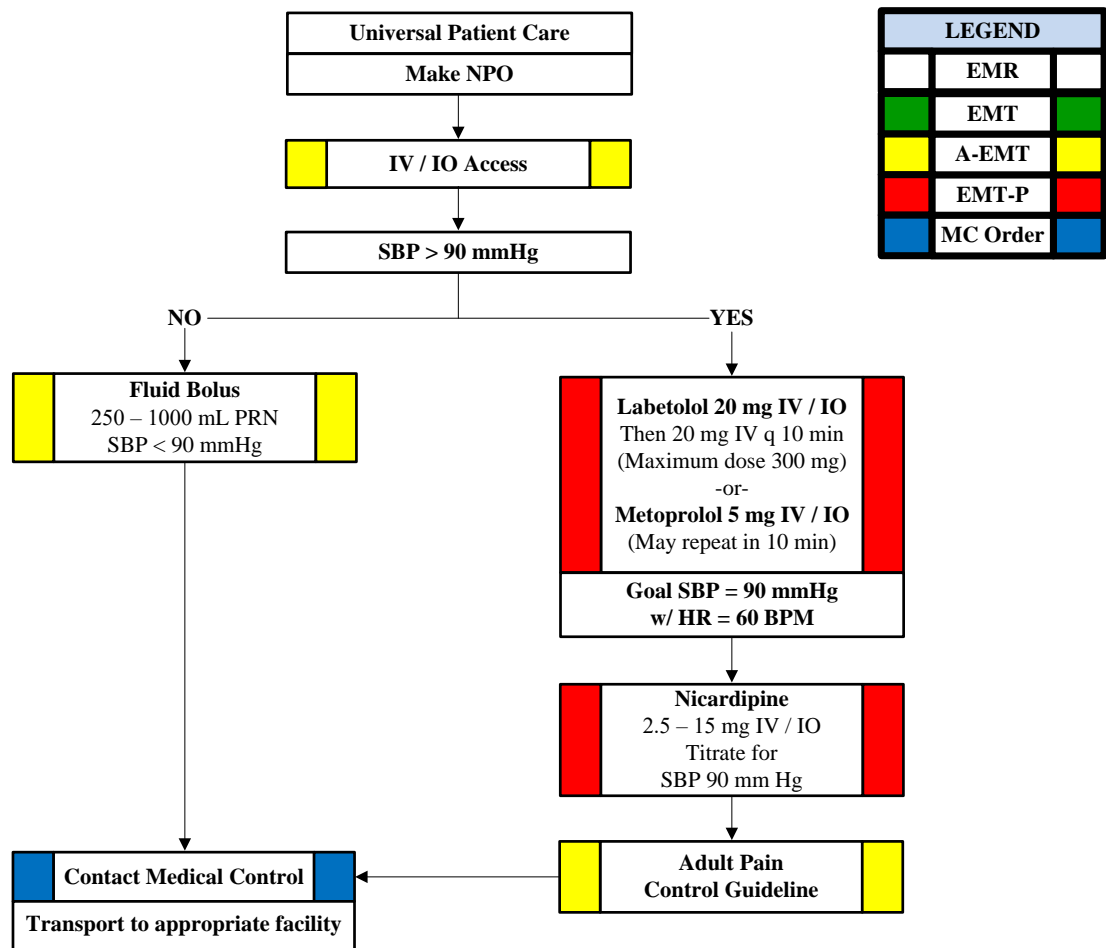 Universal Patient Care
Make NPO
IV / IO Access
SBP > 90 mmHg
NO
YES
Fluid Bolus
250 – 1000 mL PRN
SBP < 90 mmHg
Labetolol 20 mg IV / IO
Then 20 mg IV q 10 min
(Maximum dose 300 mg)
-or-
Metoprolol 5 mg IV / IO
(May repeat in 10 min)
Goal SBP = 90 mmHg
w/ HR = 60 BPM
Nicardipine
2.5 – 15 mg IV / IO
Titrate for
SBP 90 mm Hg
Adult Pain
Control Guideline
Contact Medical Control
Transport to appropriate facility
LEGEND
EMR
EMT
A-EMT
EMT-P
MC Order